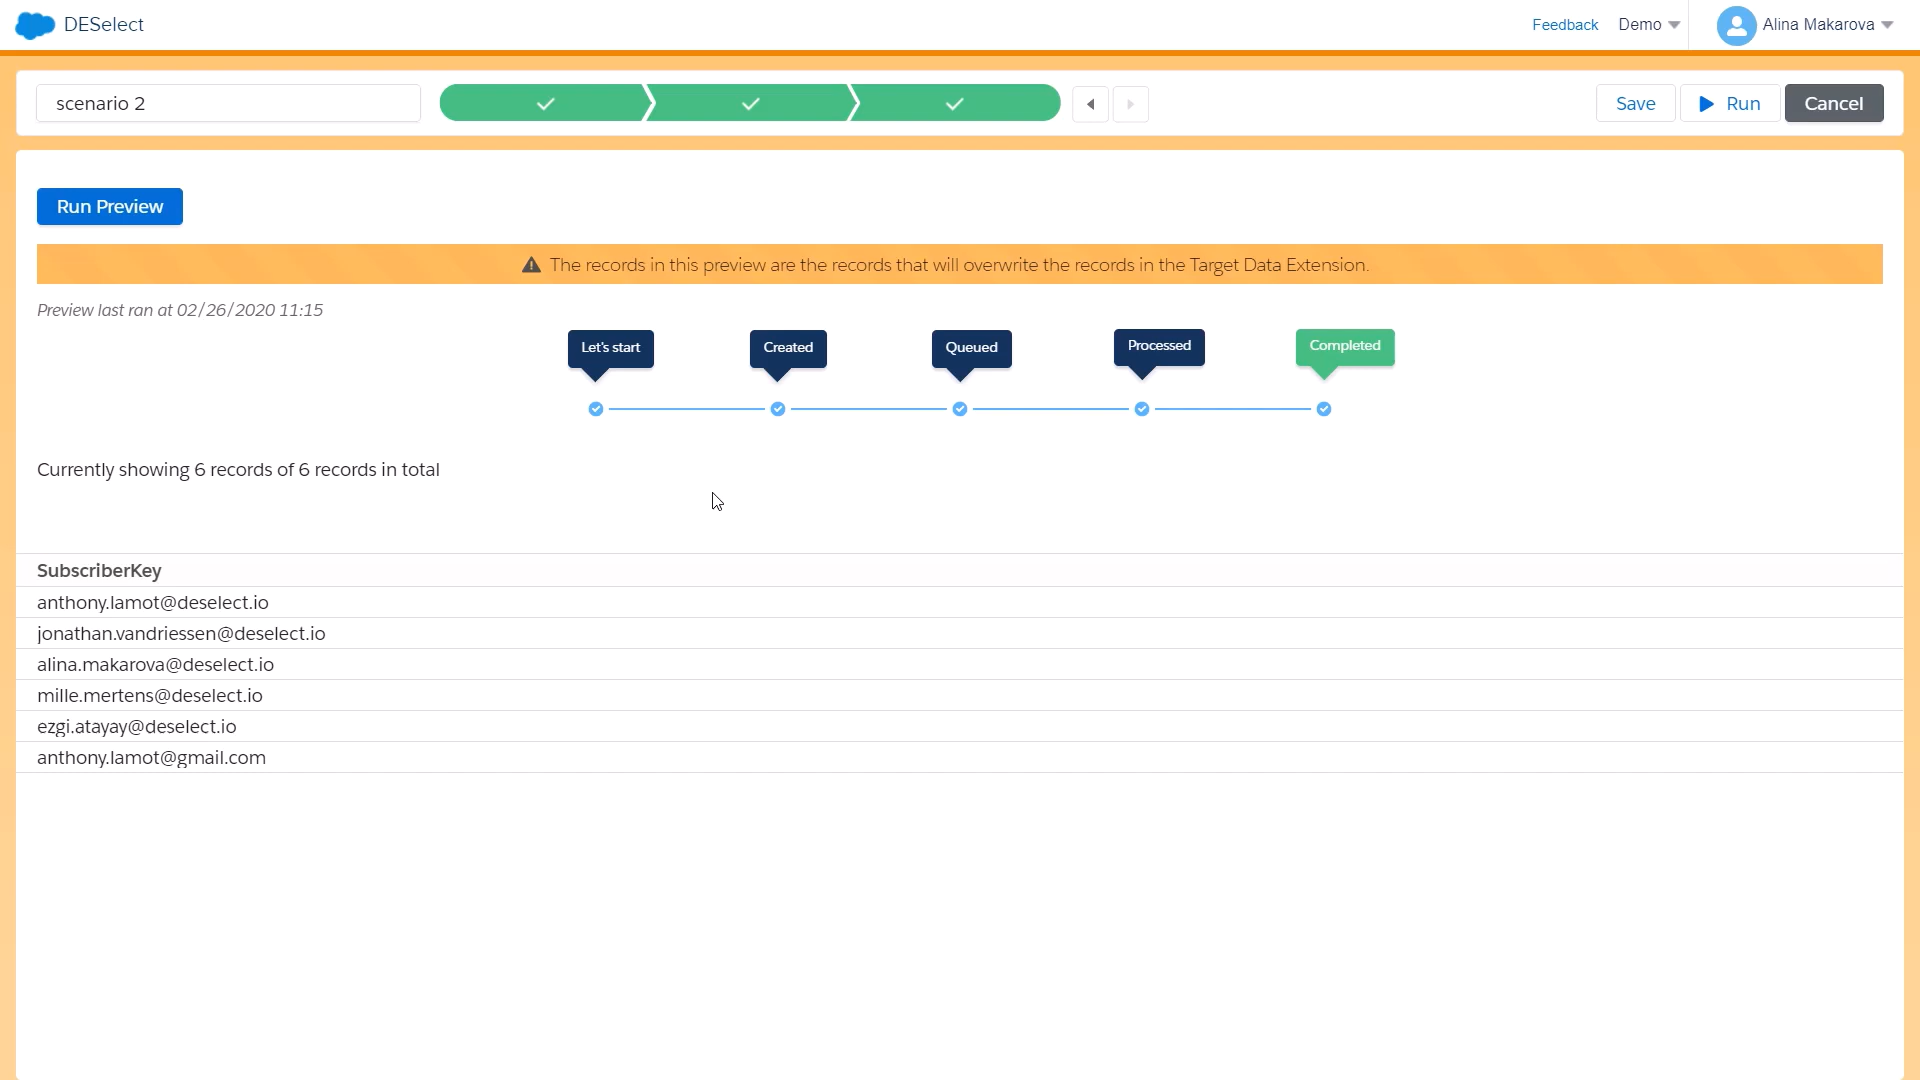 DESelect
Feedback Demo Alina Makarova
scenario 2
Save Run Cancel
Run Preview
The records in this preview are the records that will overwrite the records in the Target Data Extension.
Preview last ran at 02/26/2020 11:15
Let's start Created Queued Processed Completed
Currently showing 6 records of 6 records in total
SubscriberKey
anthony.lamot@deselect.io
jonathan.vandriessen@deselect.io
alina.makarova@deselect.io
mille.mertens@deselect.io
ezgi.atayay@deselect.io
anthony.lamot@gmail.com